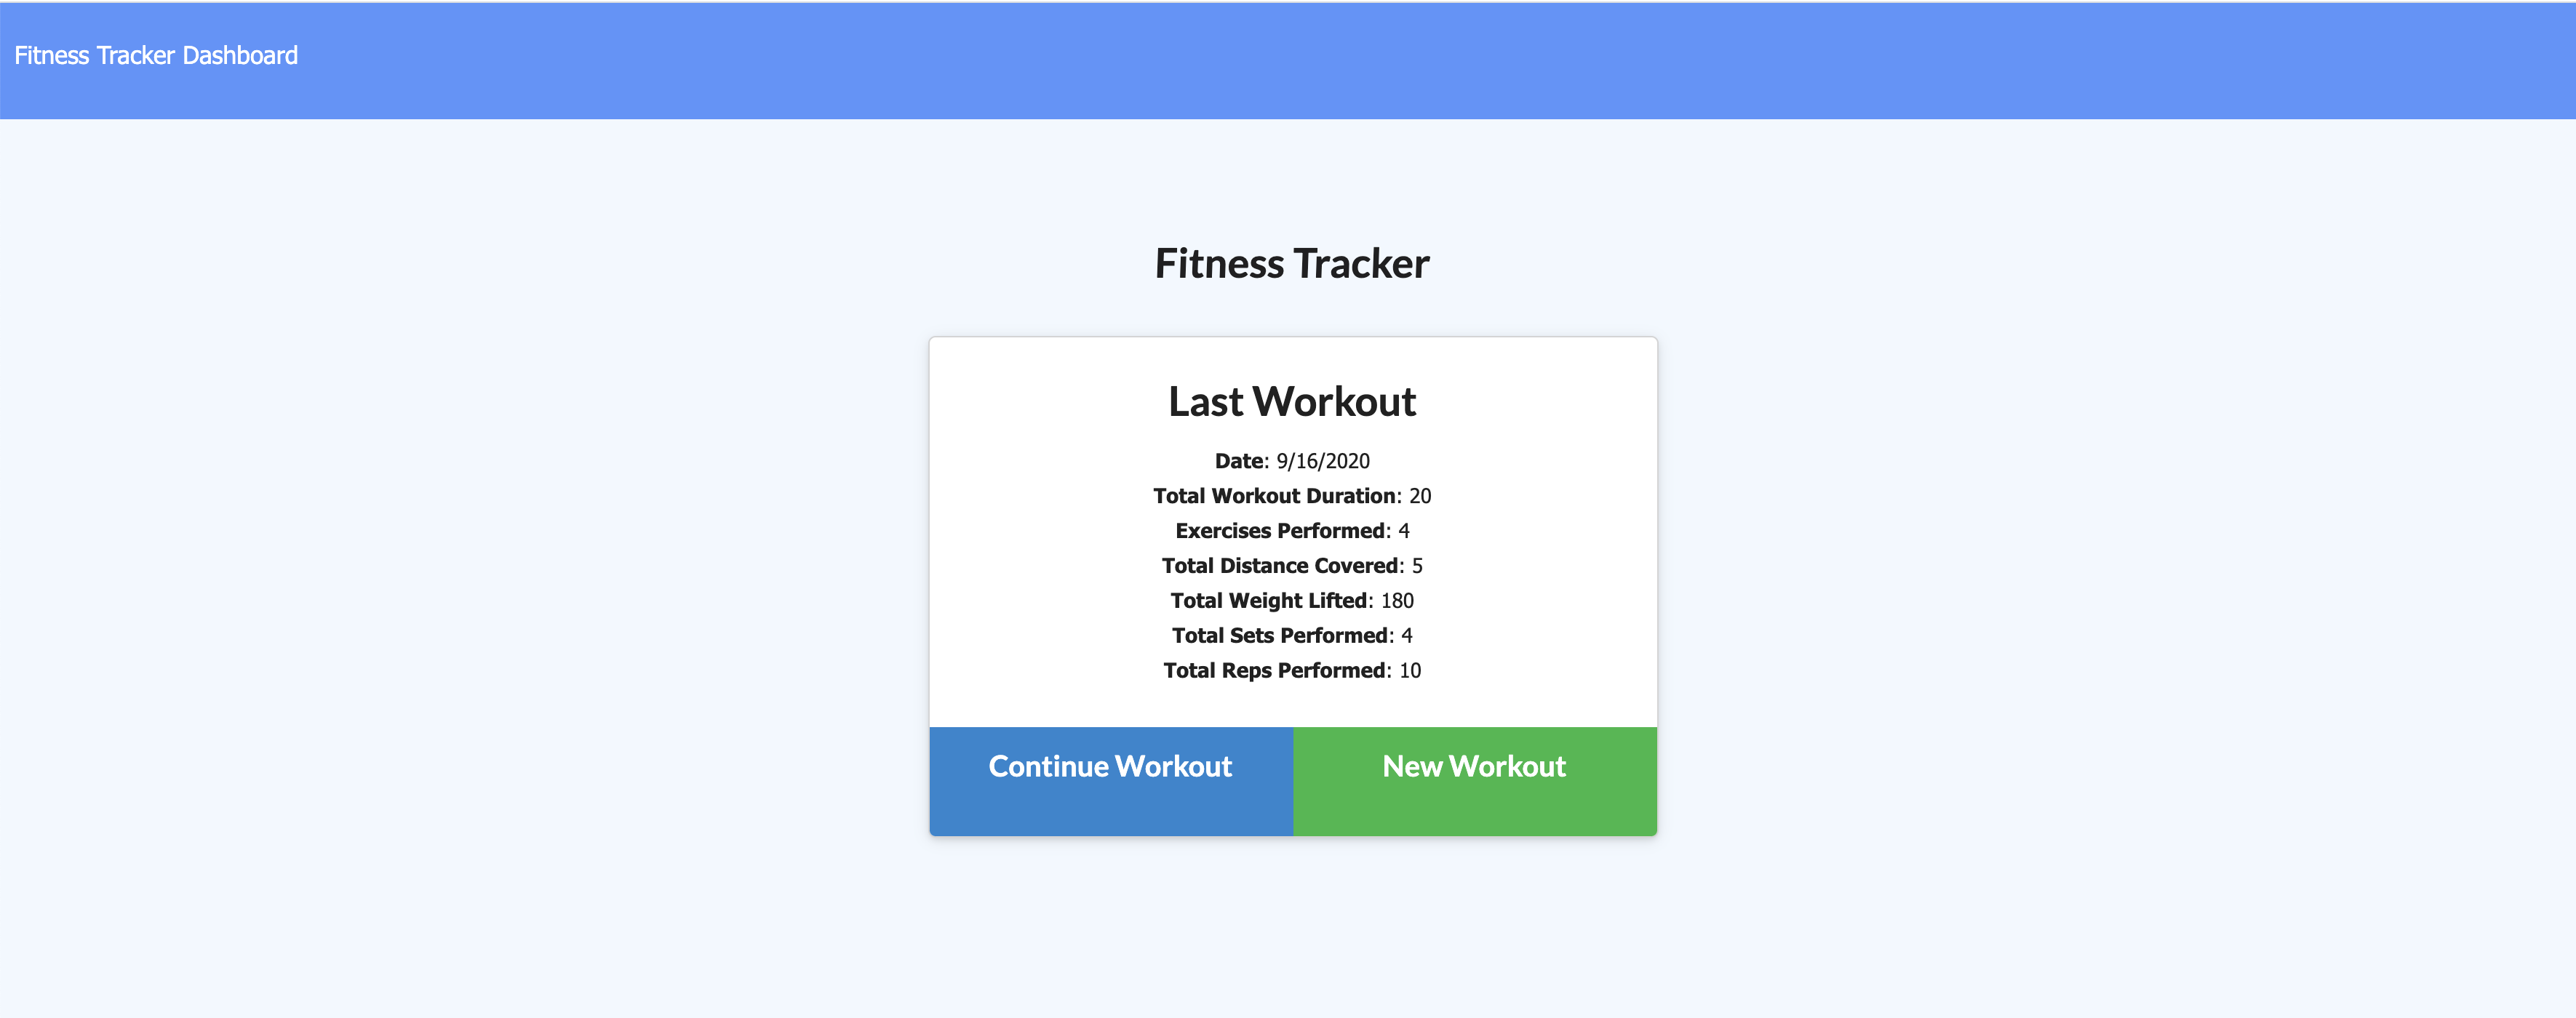 Fitness Tracker Dashboard
Fitness Tracker
Last Workout
Date: 9/16/2020
Total Workout Duration: 20
Exercises Performed: 4
Total Distance Covered: 5
Total Weight Lifted: 180
Total Sets Performed: 4
Total Reps Performed: 10
Continue Workout
New Workout